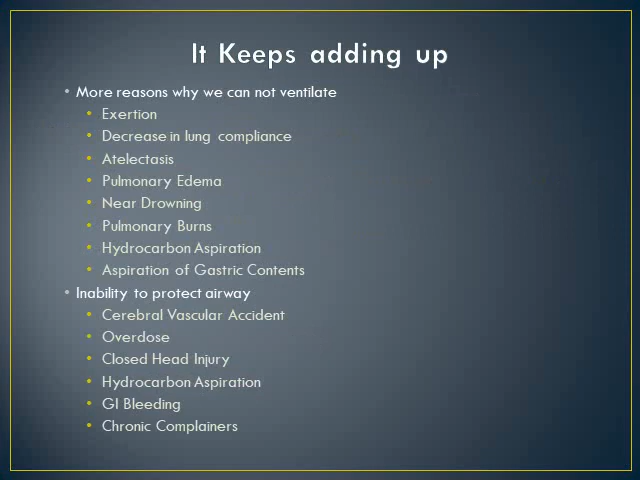 It Keeps adding up
• More reasons why we can not ventilate
• Exertion
• Decrease in lung compliance
• Atelectasis
• Pulmonary Edema
• Near Drowning
• Pulmonary Burns
• Hydrocarbon Aspiration
• Aspiration of Gastric Contents
• Inability to protect airway
• Cerebral Vascular Accident
• Overdose
• Closed Head Injury
• Hydrocarbon Aspiration
• GI Bleeding
• Chronic Complainers